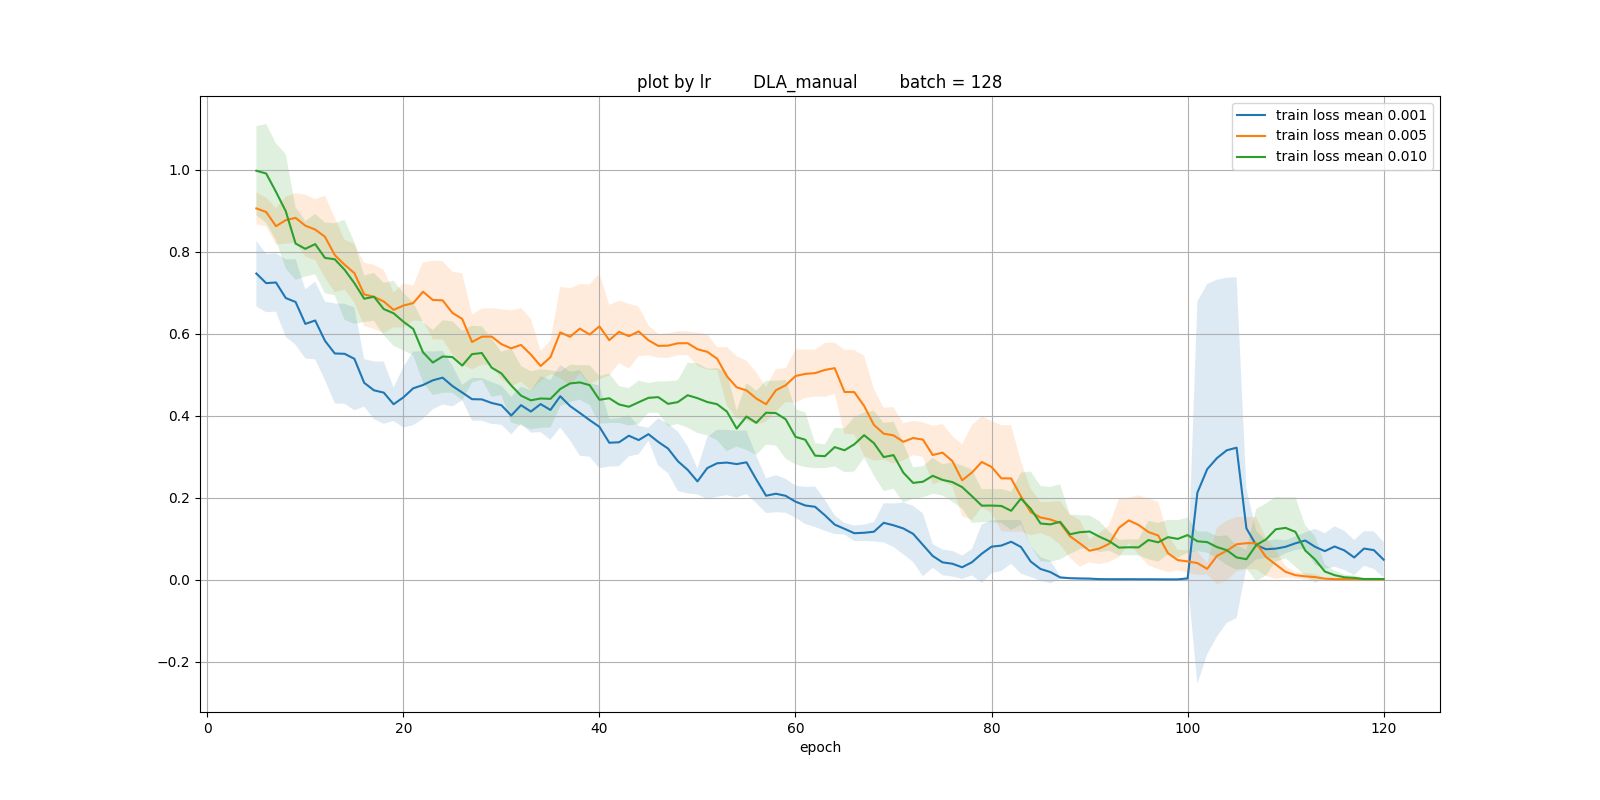 plot by lr        DLA_manual        batch = 128
train loss mean 0.001
train loss mean 0.005
train loss mean 0.010
1.0
0.8
0.6
0.4
0.2
0.0
−0.2
0 20 40 60 80 100 120
epoch